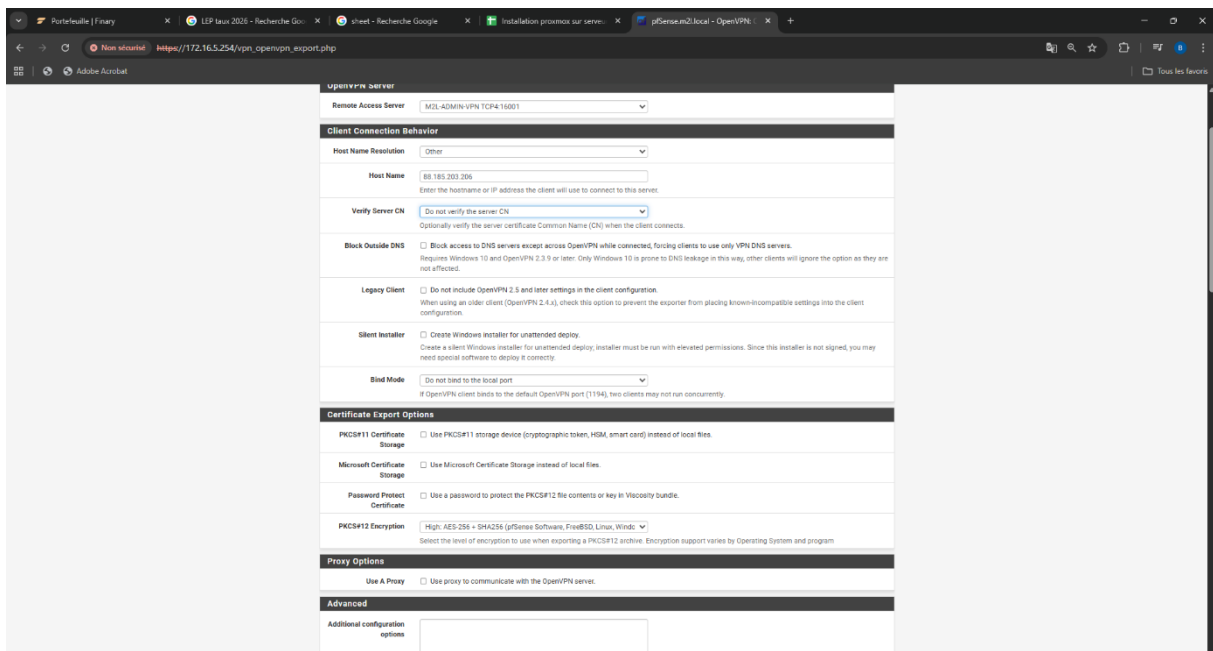 Portefeuille | Finary
LEP taux 2026 - Recherche Goo
sheet - Recherche Google
Installation proxmox sur serveu
pfSense.m2l.local - OpenVPN: C
Non sécurisé https://172.16.5.254/vpn_openvpn_export.php
B
Adobe Acrobat
Tous les favoris
OpenVPN Server
Remote Access Server M2L-ADMIN-VPN TCP4:16001
Client Connection Behavior
Host Name Resolution Other
Host Name 88.185.203.206
Enter the hostname or IP address the client will use to connect to this server.
Verify Server CN Do not verify the server CN
Optionally verify the server certificate Common Name (CN) when the client connects.
Block Outside DNS Block access to DNS servers except across OpenVPN while connected, forcing clients to use only VPN DNS servers.
Requires Windows 10 and OpenVPN 2.3.9 or later. Only Windows 10 is prone to DNS leakage in this way, other clients will ignore the option as they are
not affected.
Legacy Client Do not include OpenVPN 2.5 and later settings in the client configuration.
When using an older client (OpenVPN 2.4.x), check this option to prevent the exporter from placing known-incompatible settings into the client
configuration.
Silent Installer Create Windows installer for unattended deploy.
Create a silent Windows installer for unattended deploy; installer must be run with elevated permissions. Since this installer is not signed, you may
need special software to deploy it correctly.
Bind Mode Do not bind to the local port
If OpenVPN client binds to the default OpenVPN port (1194), two clients may not run concurrently.
Certificate Export Options
PKCS#11 Certificate Storage Use PKCS#11 storage device (cryptographic token, HSM, smart card) instead of local files.
Microsoft Certificate Storage Use Microsoft Certificate Storage instead of local files.
Password Protect Certificate Use a password to protect the PKCS#12 file contents or key in Viscosity bundle.
PKCS#12 Encryption High: AES-256 + SHA256 (pfSense Software, FreeBSD, Linux, Windc
Select the level of encryption to use when exporting a PKCS#12 archive. Encryption support varies by Operating System and program
Proxy Options
Use A Proxy Use proxy to communicate with the OpenVPN server.
Advanced
Additional configuration
options